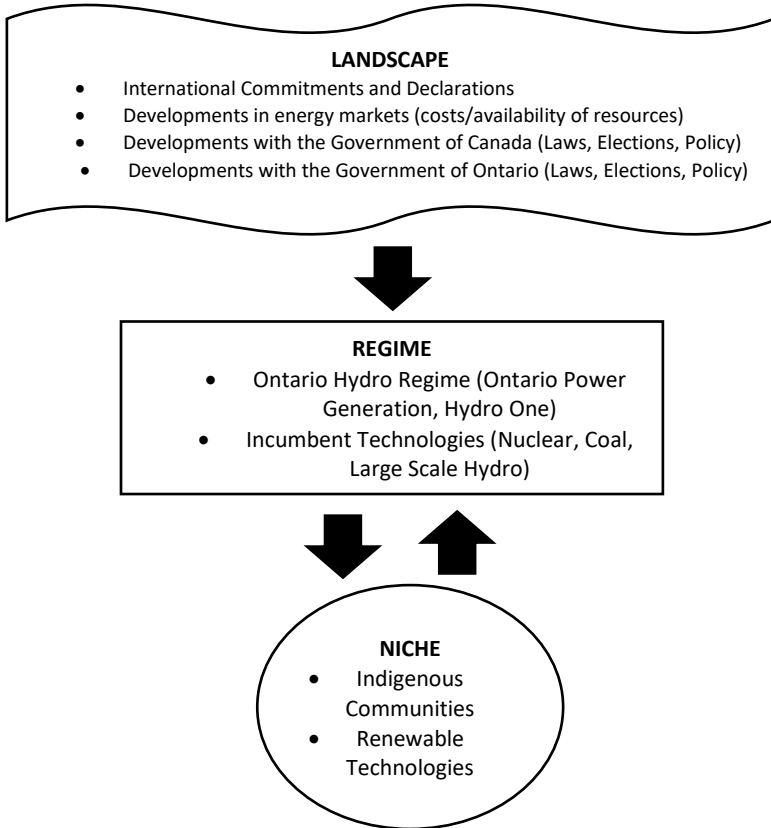 LANDSCAPE
• International Commitments and Declarations
• Developments in energy markets (costs/availability of resources)
• Developments with the Government of Canada (Laws, Elections, Policy)
• Developments with the Government of Ontario (Laws, Elections, Policy)
REGIME
• Ontario Hydro Regime (Ontario Power
Generation, Hydro One)
• Incumbent Technologies (Nuclear, Coal,
Large Scale Hydro)
NICHE
• Indigenous
Communities
• Renewable
Technologies